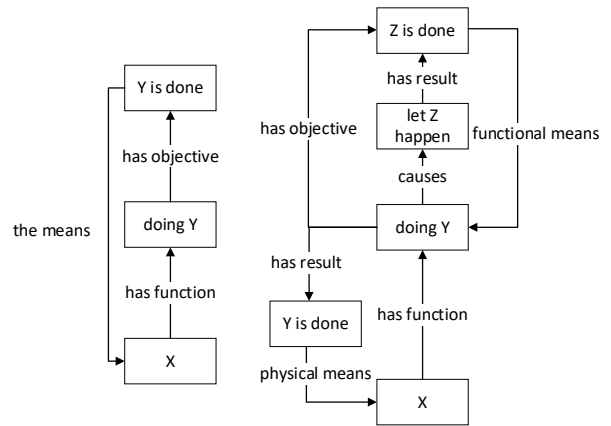 Y is done
has objective
doing Y
the means
has function
X
Z is done
has result
let Z
happen
has objective
functional means
causes
doing Y
has result
Y is done
has function
physical means
X